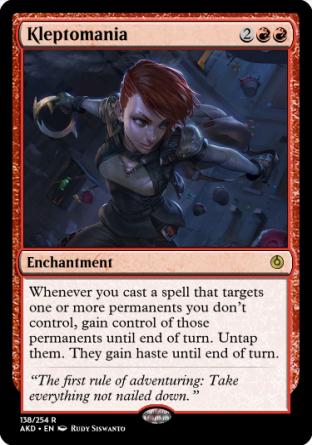 Kleptomania 2
Enchantment
Whenever you cast a spell that targets
one or more permanents you don't
control, gain control of those
permanents until end of turn. Untap
them. They gain haste until end of turn.
"The first rule of adventuring: Take
everything not nailed down."
138/254 R
AKD • EN Rudy Siswanto